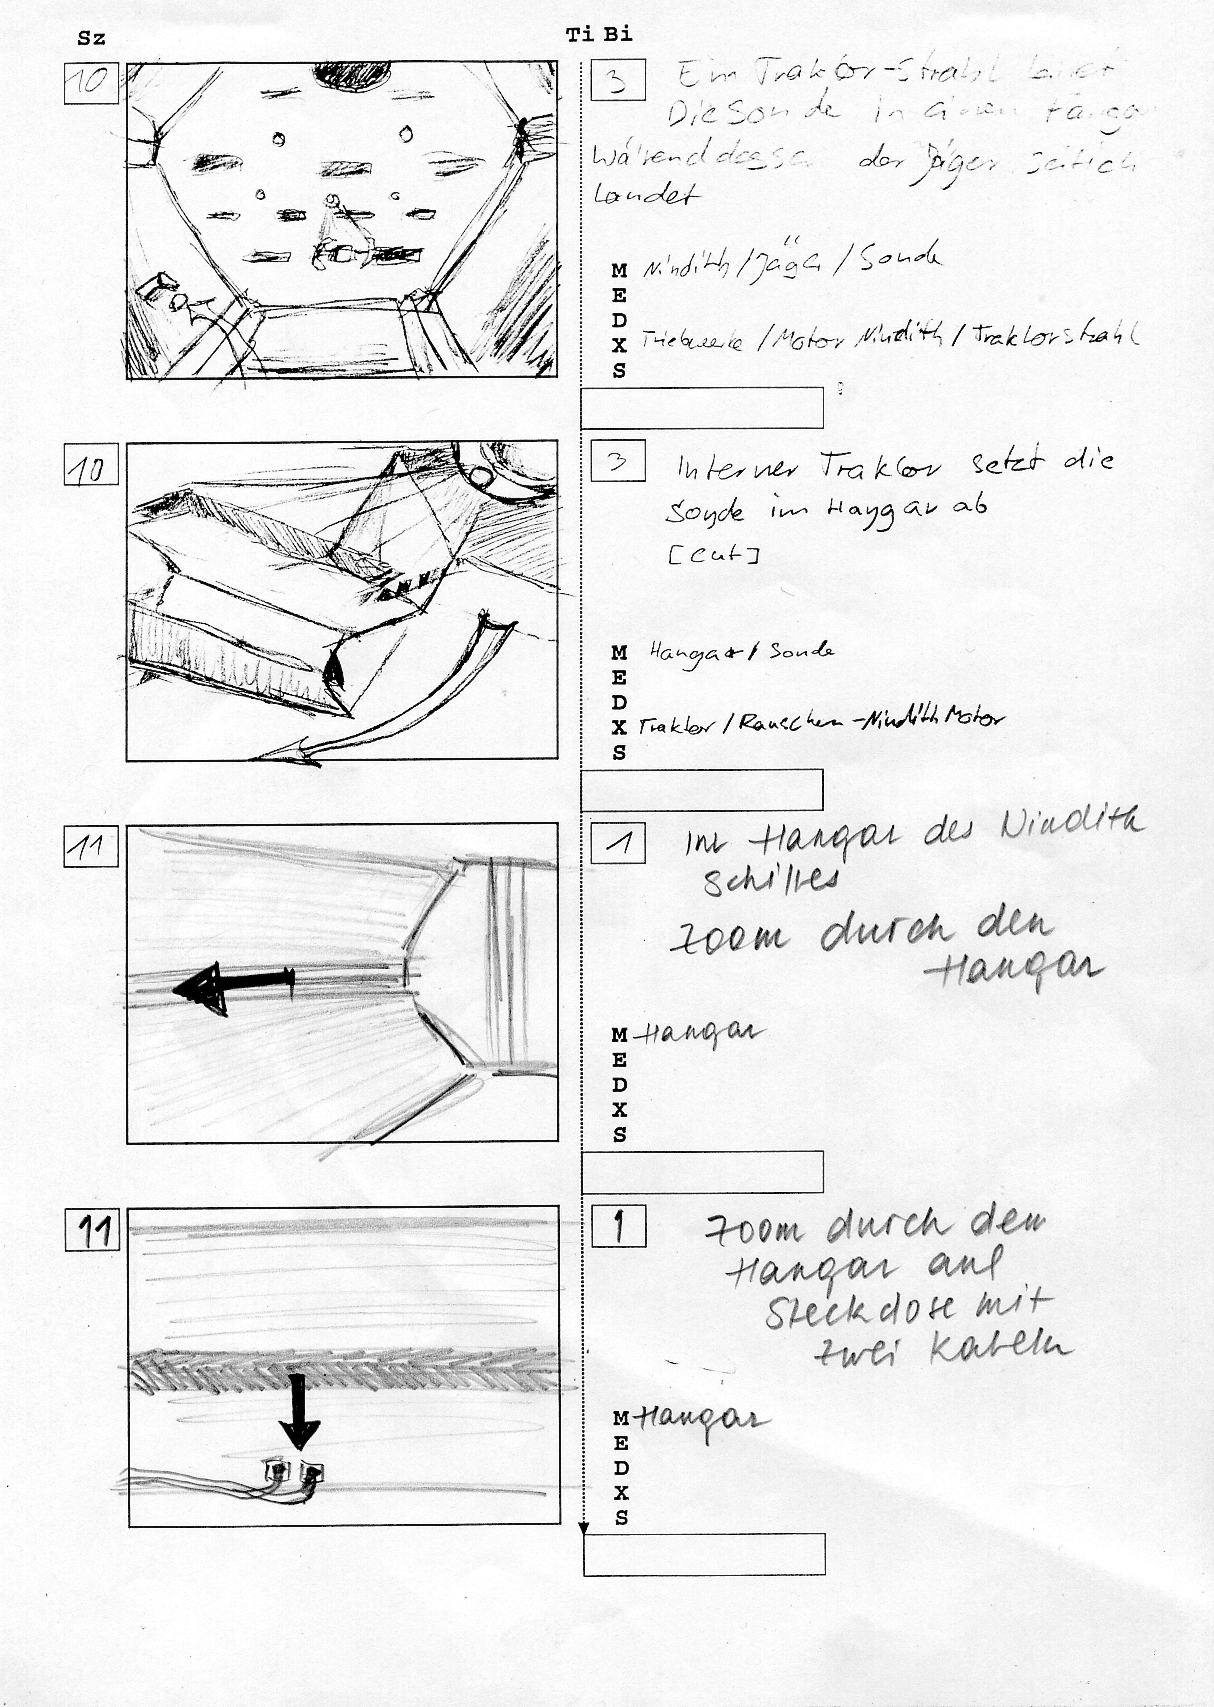 Sz
Ti Bi
10
3
Ein Traktor-Strahl
Die Sonde in einen Hangar
Währenddessen der Jäger seitlich
Landet
M Nindith / Jäger / Sonde
E
D
X Triebwerke / Motor Nindith / Traktorstrahl
S
10
3
Interner Traktor setzt die
Sonde im Hangar ab
[cut]
M Hangar / Sonde
E
D
X Traktor / Rauschen - Nindith Motor
S
11
1
Im Hangar des Nindith
Schiffes
Zoom durch den
Hangar
M Hangar
E
D
X
S
11
1
Zoom durch den
Hangar auf
Steckdose mit
zwei Kabeln
M Hangar
E
D
X
S